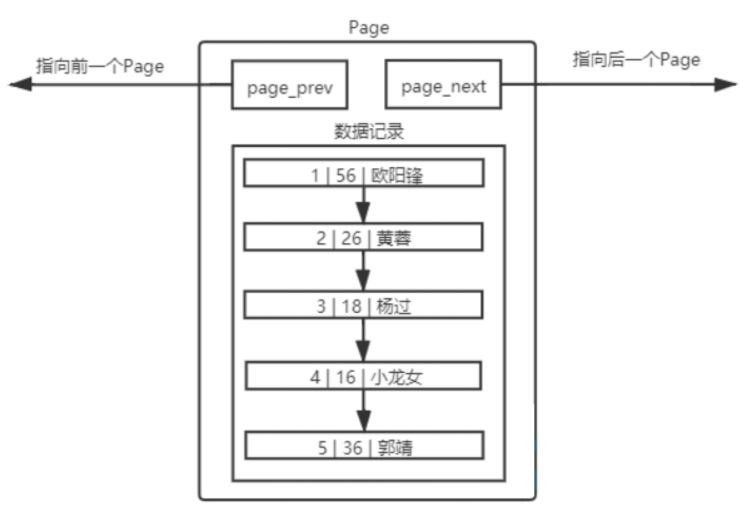 Page
指向前一个Page
指向后一个Page
page_prev
page_next
数据记录
1 | 56 | 欧阳锋
2 | 26 | 黄蓉
3 | 18 | 杨过
4 | 16 | 小龙女
5 | 36 | 郭靖